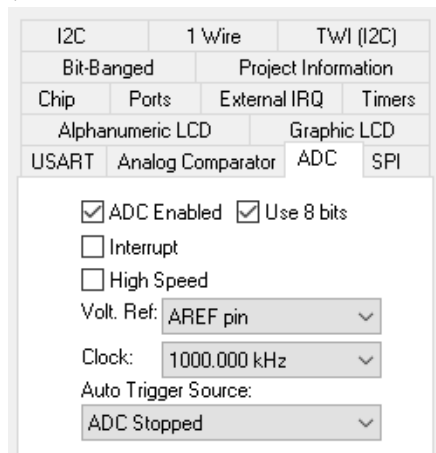 I2C 1 Wire TWI (I2C)
Bit-Banged Project Information
Chip Ports External IRQ Timers
Alphanumeric LCD Graphic LCD
USART Analog Comparator ADC SPI
ADC Enabled Use 8 bits
Interrupt
High Speed
Volt. Ref: AREF pin
Clock: 1000.000 kHz
Auto Trigger Source:
ADC Stopped